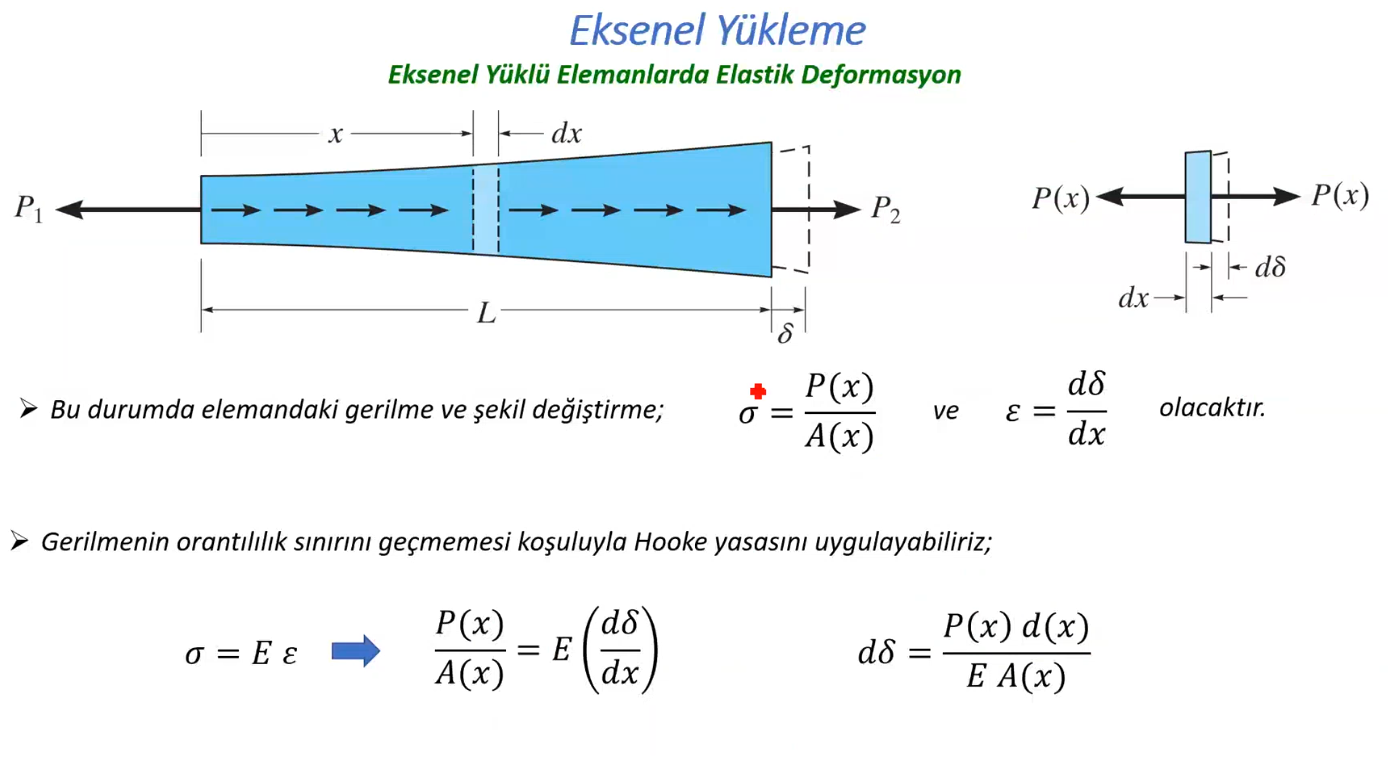 Eksenel Yükleme
Eksenel Yüklü Elemanlarda Elastik Deformasyon
x dx
P₁ P₂ P(x) P(x)
dδ
dx
L
δ
➢ Bu durumda elemandaki gerilme ve şekil değiştirme; σ = P(x)/A(x) ve ε = dδ/dx olacaktır.
➢ Gerilmenin orantılılık sınırını geçmemesi koşuluyla Hooke yasasını uygulayabiliriz;
σ = E ε P(x)/A(x) = E (dδ/dx) dδ = P(x) d(x)/E A(x)